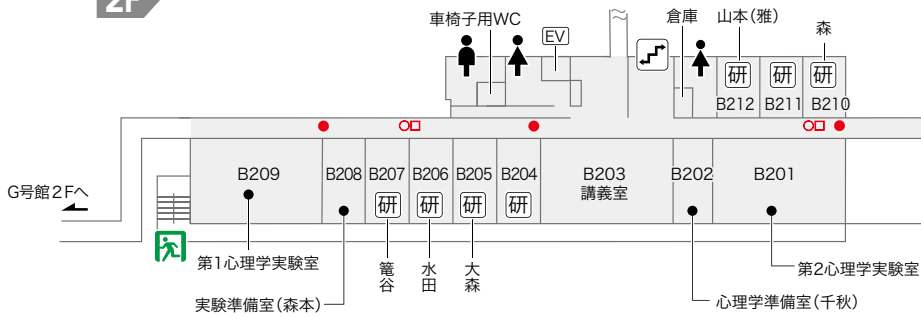 2F
車椅子用WC
EV
倉庫
山本(雅)
森
研
研
研
B212
B211
B210
G号館2Fへ
B209
B208
B207
B206
B205
B204
B203
講義室
B202
B201
研
研
研
研
第1心理学実験室
実験準備室(森本)
篭谷
水田
大森
第2心理学実験室
心理学準備室(千秋)